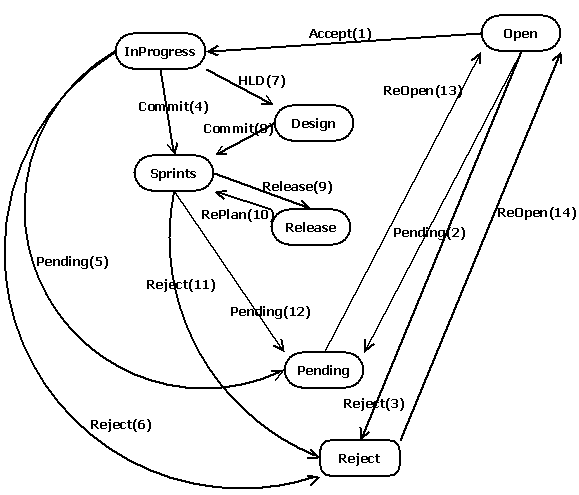 Accept(1)
Open
InProgress
HLD(7)
ReOpen(13)
Commit(4)
Design
Commit(8)
Sprints
Release(9)
RePlan(10)
ReOpen(14)
Release
Pending(2)
Pending(5)
Reject(11)
Pending(12)
Pending
Reject(3)
Reject(6)
Reject